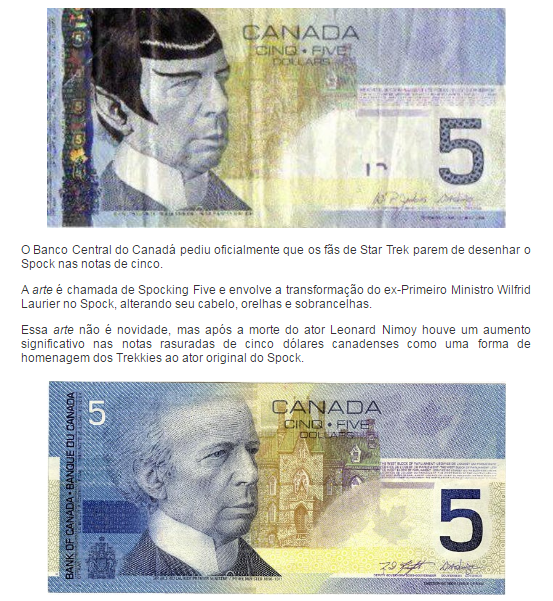 CANADA
CINQ • FIVE
DOLLARS
5
O Banco Central do Canadá pediu oficialmente que os fãs de Star Trek parem de desenhar o
Spock nas notas de cinco.
A arte é chamada de Spocking Five e envolve a transformação do ex-Primeiro Ministro Wilfrid
Laurier no Spock, alterando seu cabelo, orelhas e sobrancelhas.
Essa arte não é novidade, mas após a morte do ator Leonard Nimoy houve um aumento
significativo nas notas rasuradas de cinco dólares canadenses como uma forma de
homenagem dos Trekkies ao ator original do Spock.
BANK OF CANADA • BANQUE DU CANADA
5
CANADA
CINQ • FIVE
DOLLARS
5